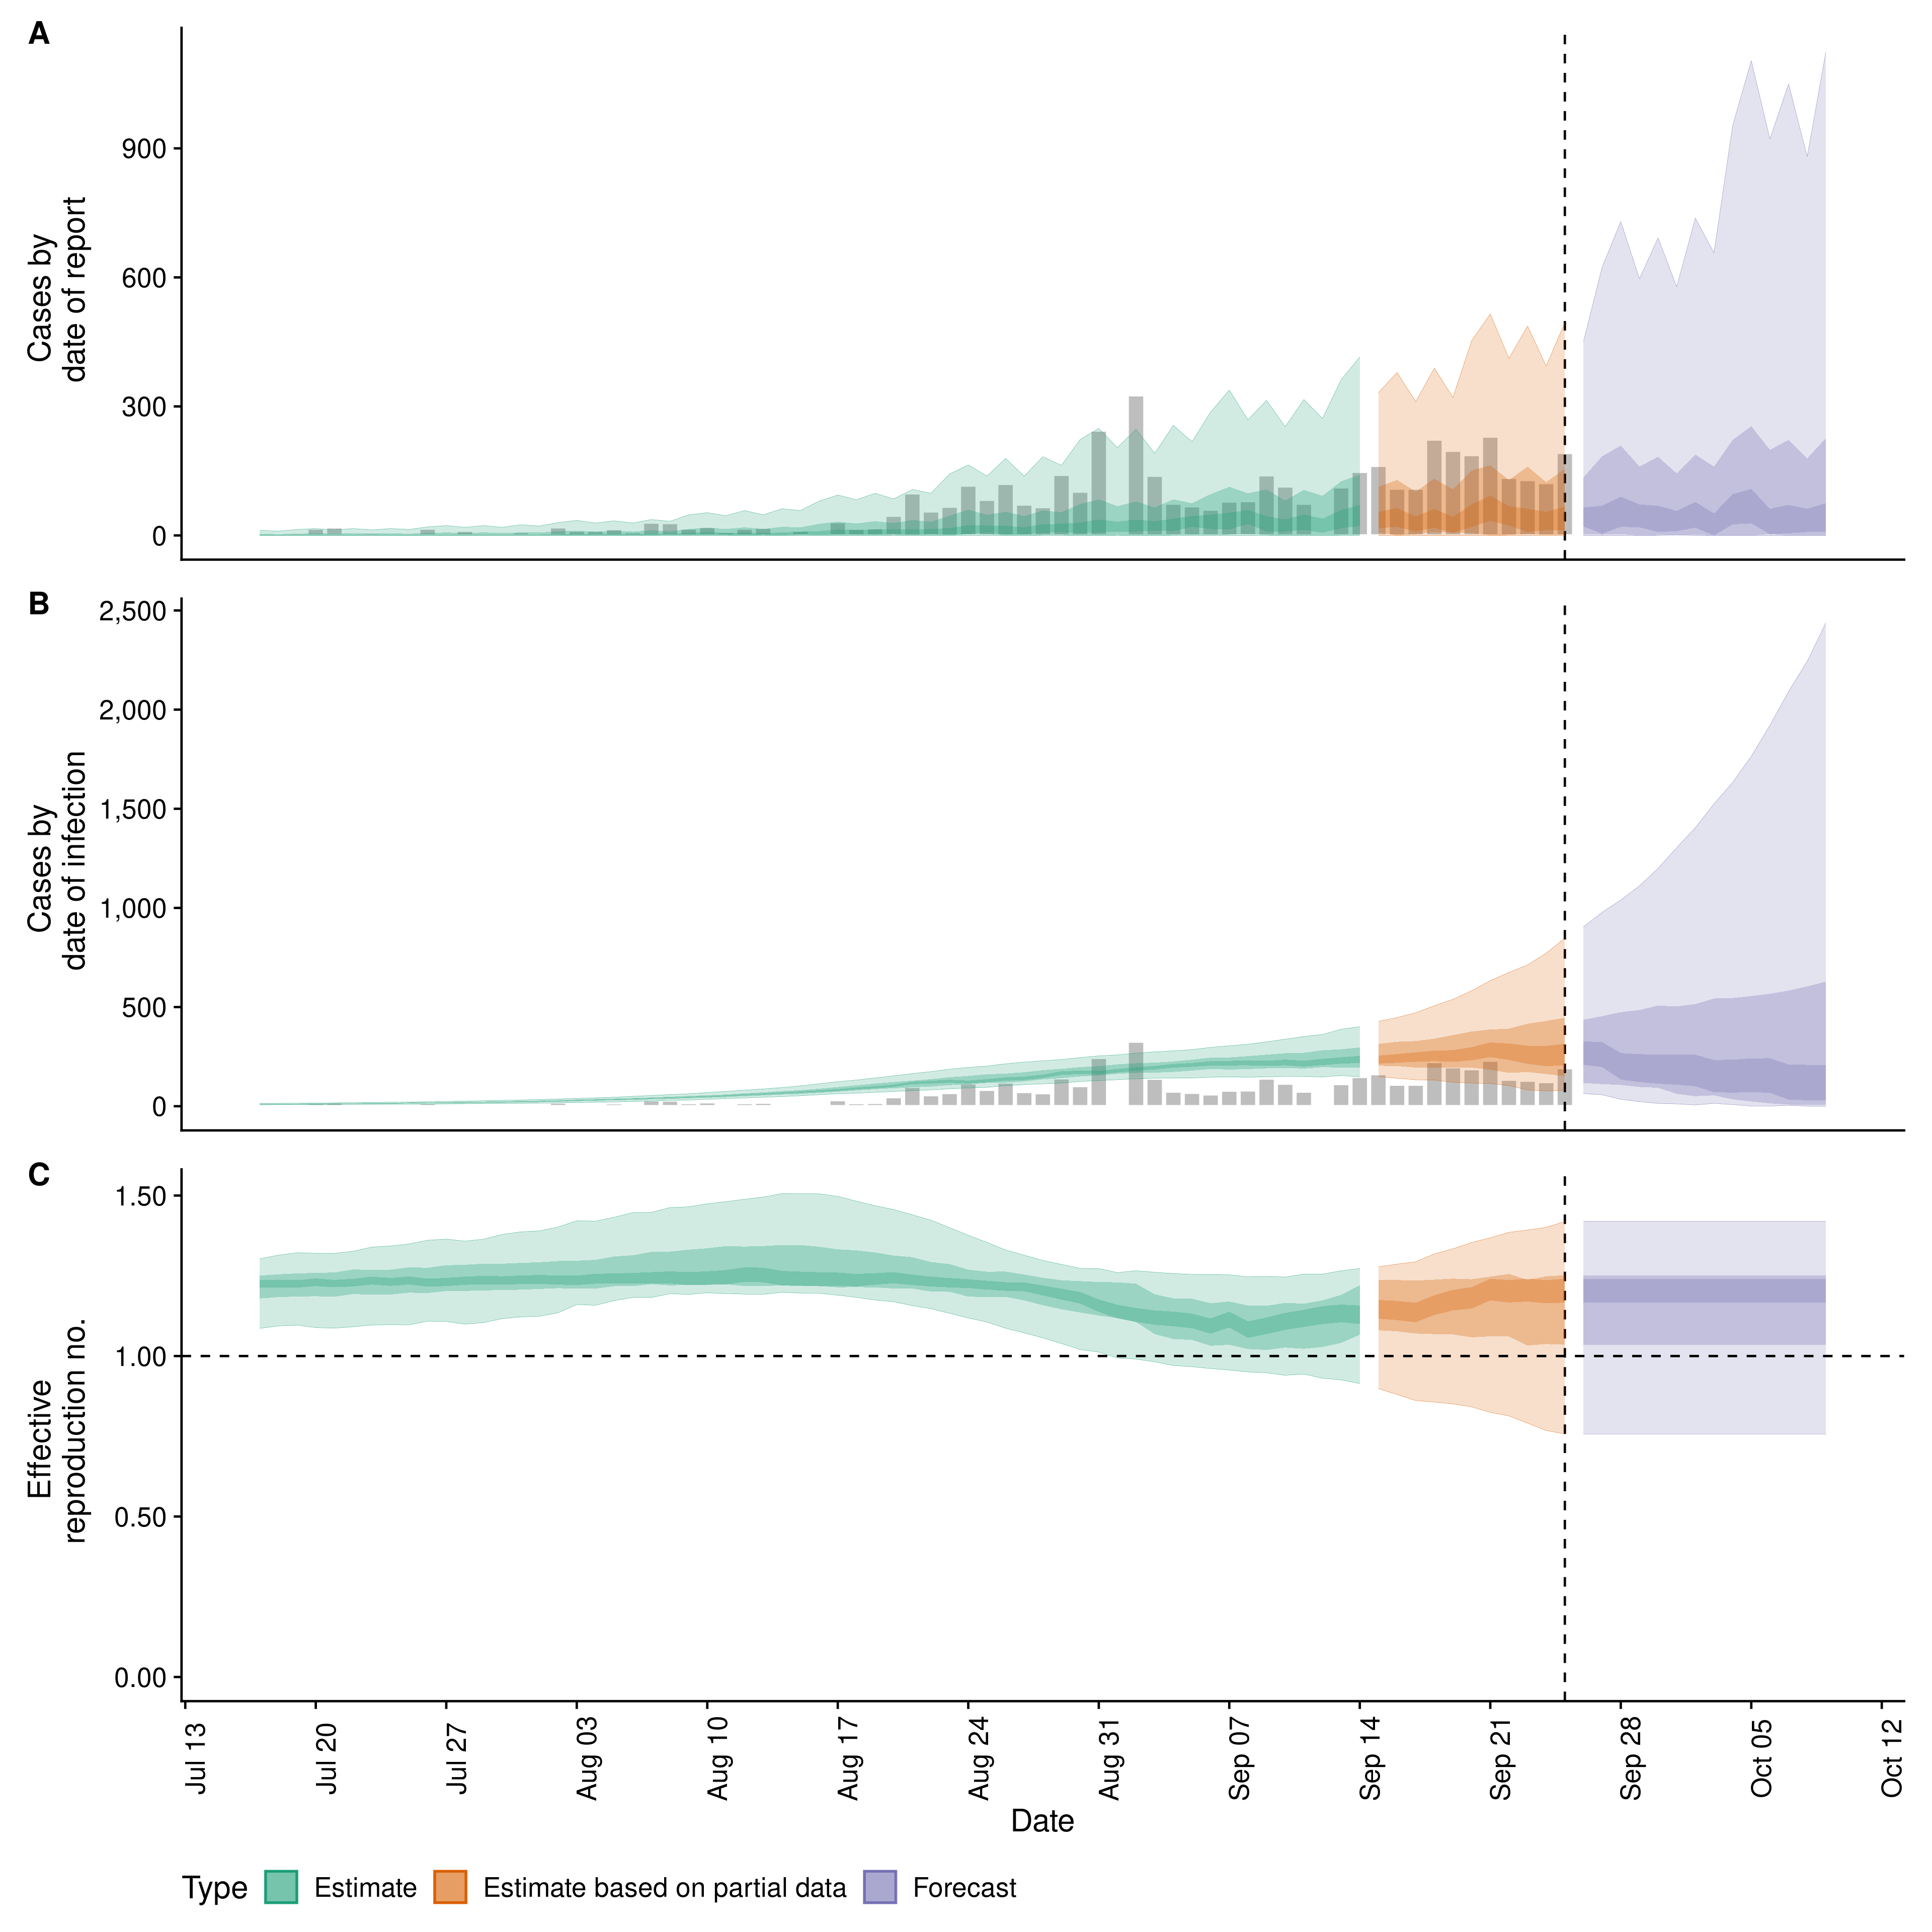 A
Cases by
date of report
900
600
300
0
B
Cases by
date of infection
2,500
2,000
1,500
1,000
500
0
C
Effective
reproduction no.
1.50
1.00
0.50
0.00
Jul 13
Jul 20
Jul 27
Aug 03
Aug 10
Aug 17
Aug 24
Aug 31
Sep 07
Sep 14
Sep 21
Sep 28
Oct 05
Oct 12
Date
Type Estimate Estimate based on partial data Forecast